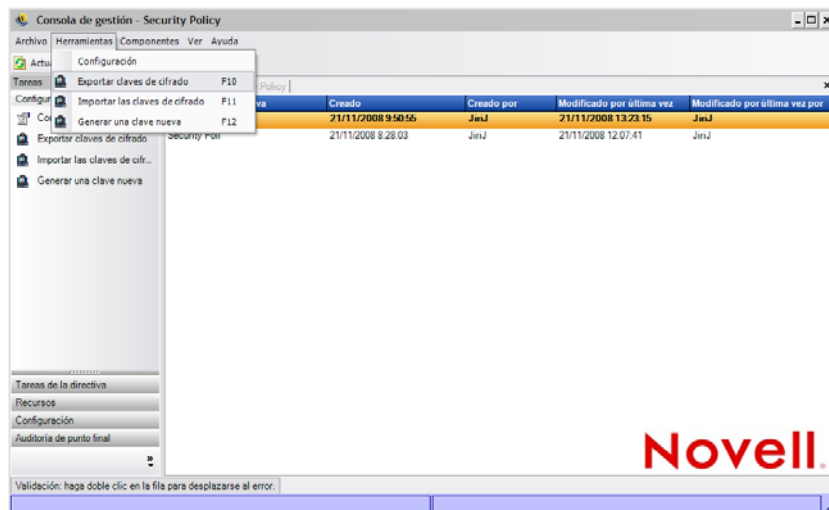 Consola de gestión - Security Policy
Archivo Herramientas Componentes Ver Ayuda
Configuración
Exportar claves de cifrado F10
Importar las claves de cifrado F11
Generar una clave nueva F12
Tareas
Policy
Creado Creado por Modificado por última vez Modificado por última vez por
21/11/2008 9:50:55 JimJ 21/11/2008 13:23:15 JimJ
21/11/2008 8:28:03 JimJ 21/11/2008 12:07:41 JimJ
Exportar claves de cifrado
Importar las claves de cifr...
Generar una clave nueva
Tareas de la directiva
Recursos
Configuración
Auditoría de punto final
Novell.
Validación: haga doble clic en la fila para desplazarse al error.